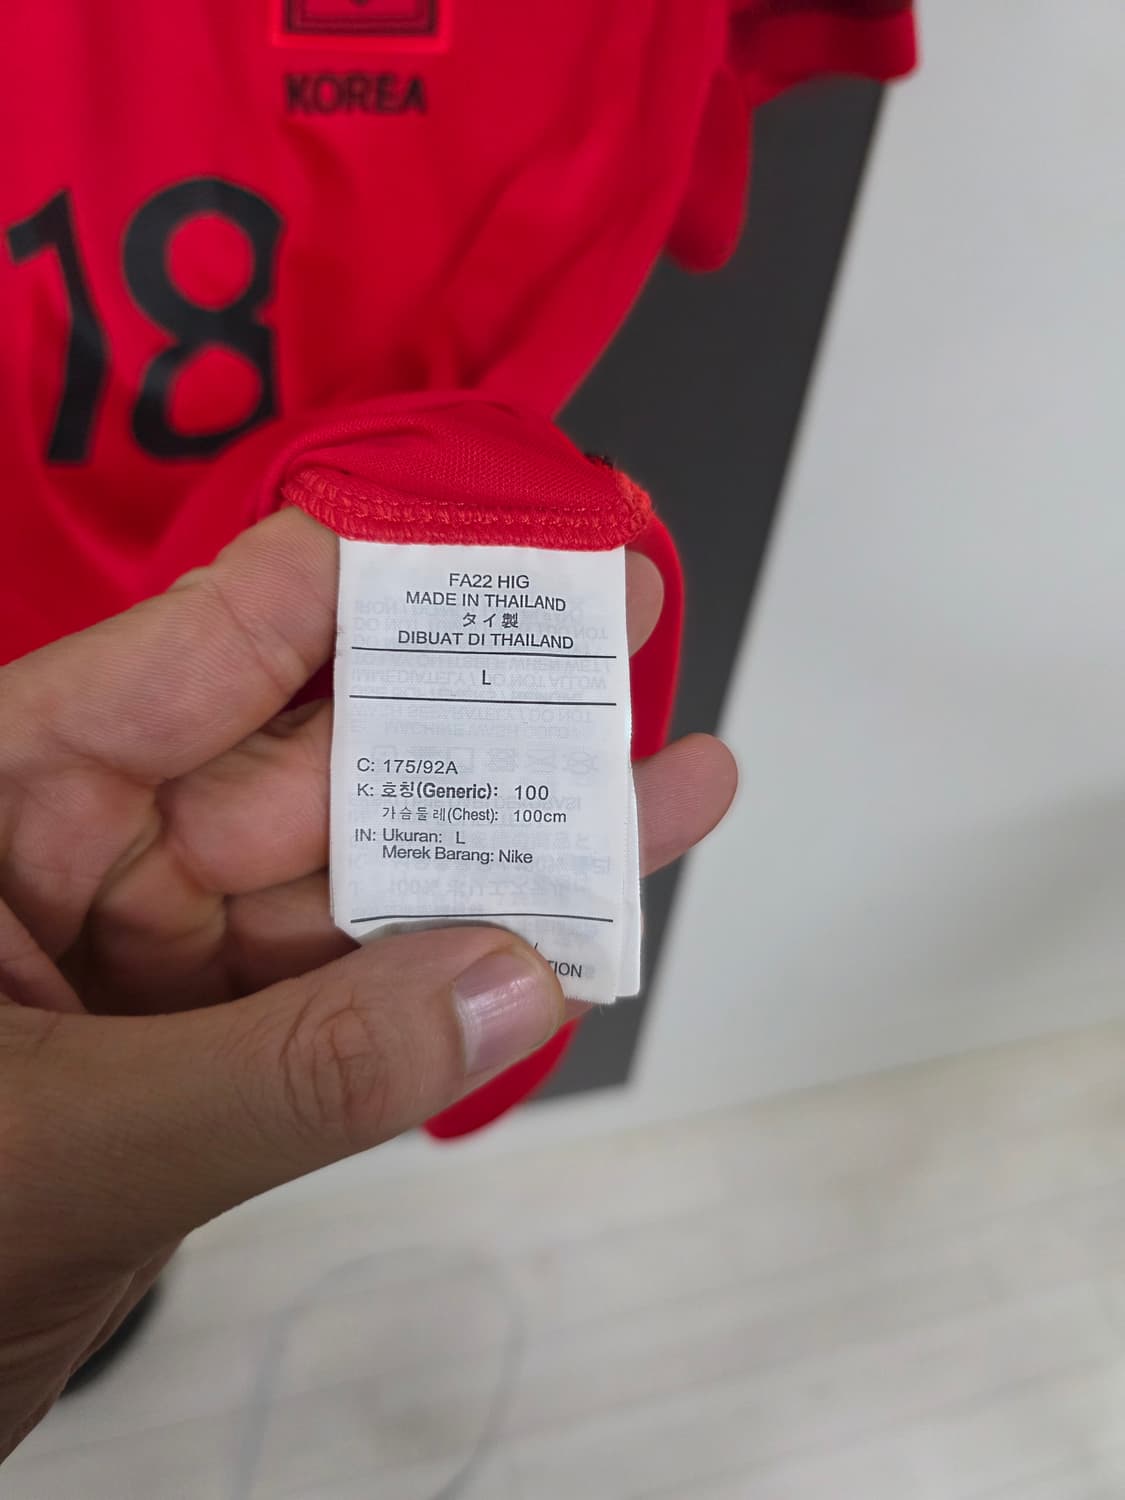 KOREA
18
FA22 HIG
MADE IN THAILAND
タイ製
DIBUAT DI THAILAND
L
C: 175/92A
K: 호칭(Generic): 100
가슴둘레(Chest): 100cm
IN: Ukuran: L
Merek Barang: Nike